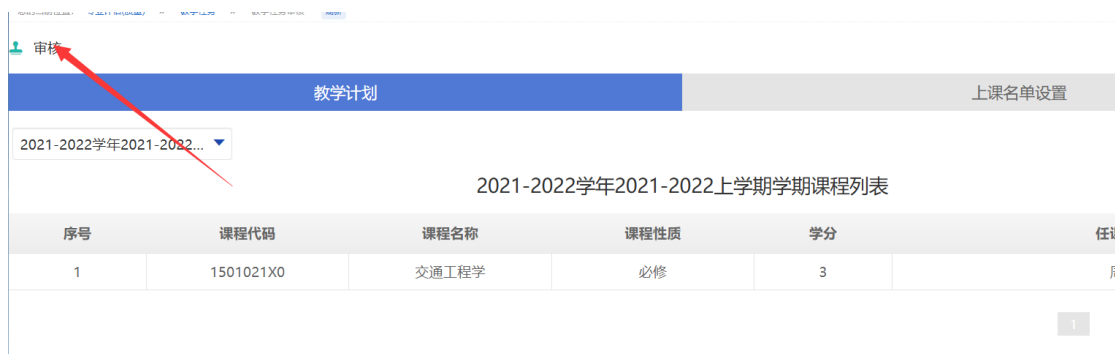 审核
教学计划 上课名单设置
2021-2022学年2021-2022...
2021-2022学年2021-2022上学期学期课程列表
序号 课程代码 课程名称 课程性质 学分
1 1501021X0 交通工程学 必修 3
1